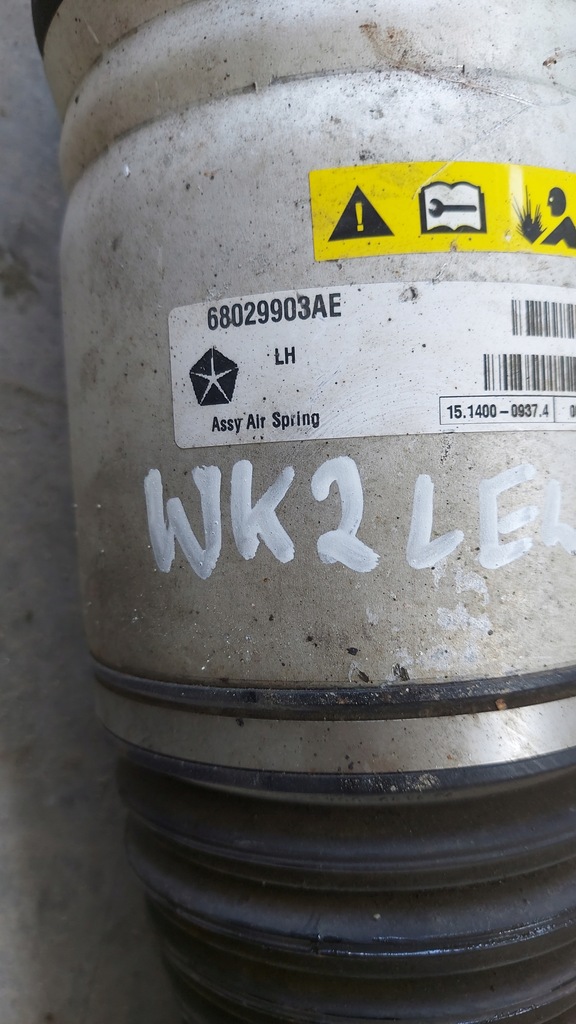 68029903AE
LH
Assy Air Spring
15.1400-0937.4
WK2 LE